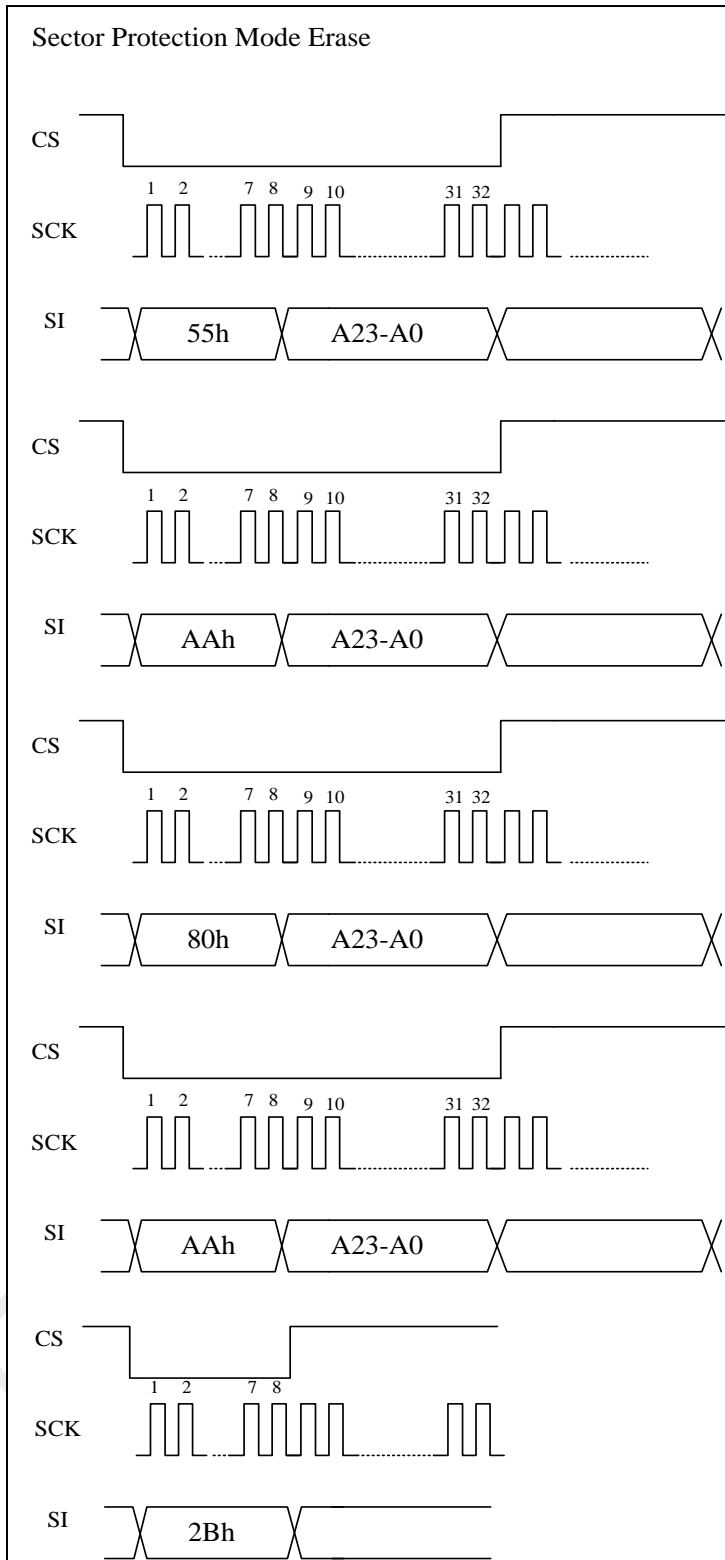 Sector Protection Mode Erase
CS
1 2 7 8 9 10 31 32
SCK
SI 55h A23-A0
CS
1 2 7 8 9 10 31 32
SCK
SI AAh A23-A0
CS
1 2 7 8 9 10 31 32
SCK
SI 80h A23-A0
CS
1 2 7 8 9 10 31 32
SCK
SI AAh A23-A0
CS
1 2 7 8
SCK
SI 2Bh